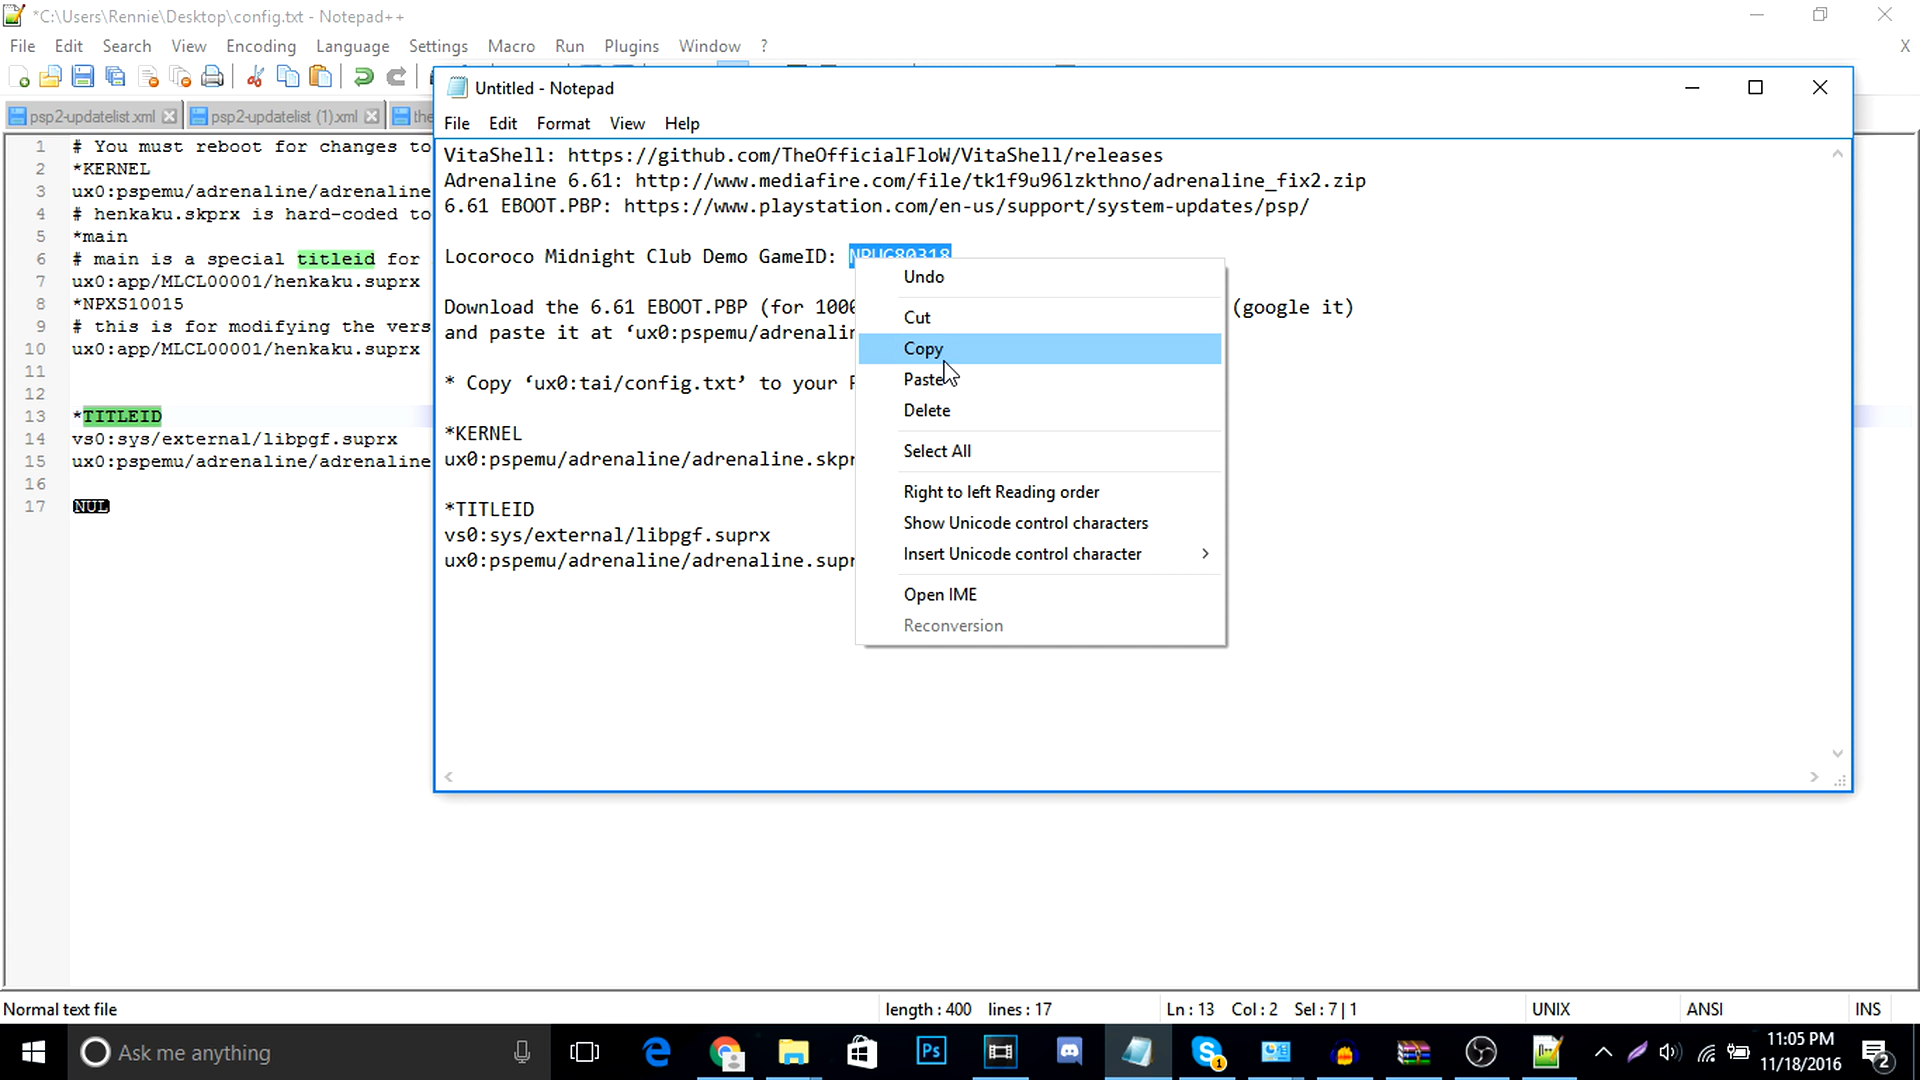 *C:\Users\Rennie\Desktop\config.txt - Notepad++
File Edit Search View Encoding Language Settings Macro Run Plugins Window ? X
psp2-updatelist.xml psp2-updatelist (1).xml the
1 # You must reboot for changes to
2 *KERNEL
3 ux0:pspemu/adrenaline/adrenaline
4 # henkaku.skprx is hard-coded to
5 *main
6 # main is a special titleid for
7 ux0:app/MLCL00001/henkaku.suprx
8 *NPXS10015
9 # this is for modifying the vers
10 ux0:app/MLCL00001/henkaku.suprx
11
12
13 *TITLEID
14 vs0:sys/external/libpgf.suprx
15 ux0:pspemu/adrenaline/adrenaline
16
17 NUL
Untitled - Notepad
File Edit Format View Help
VitaShell: https://github.com/TheOfficialFloW/VitaShell/releases
Adrenaline 6.61: http://www.mediafire.com/file/tk1f9u96lzkthno/adrenaline_fix2.zip
6.61 EBOOT.PBP: https://www.playstation.com/en-us/support/system-updates/psp/
Locoroco Midnight Club Demo GameID: NPUG80318
Download the 6.61 EBOOT.PBP (for 1000 (google it)
and paste it at ‘ux0:pspemu/adrenalin
* Copy ‘ux0:tai/config.txt’ to your
*KERNEL
ux0:pspemu/adrenaline/adrenaline.skpr
*TITLEID
vs0:sys/external/libpgf.suprx
ux0:pspemu/adrenaline/adrenaline.supr
Undo
Cut
Copy
Paste
Delete
Select All
Right to left Reading order
Show Unicode control characters
Insert Unicode control character
Open IME
Reconversion
Normal text file length : 400 lines : 17 Ln : 13 Col : 2 Sel : 7 | 1 UNIX ANSI INS
Ask me anything
Ps
1
11:05 PM
11/18/2016
2